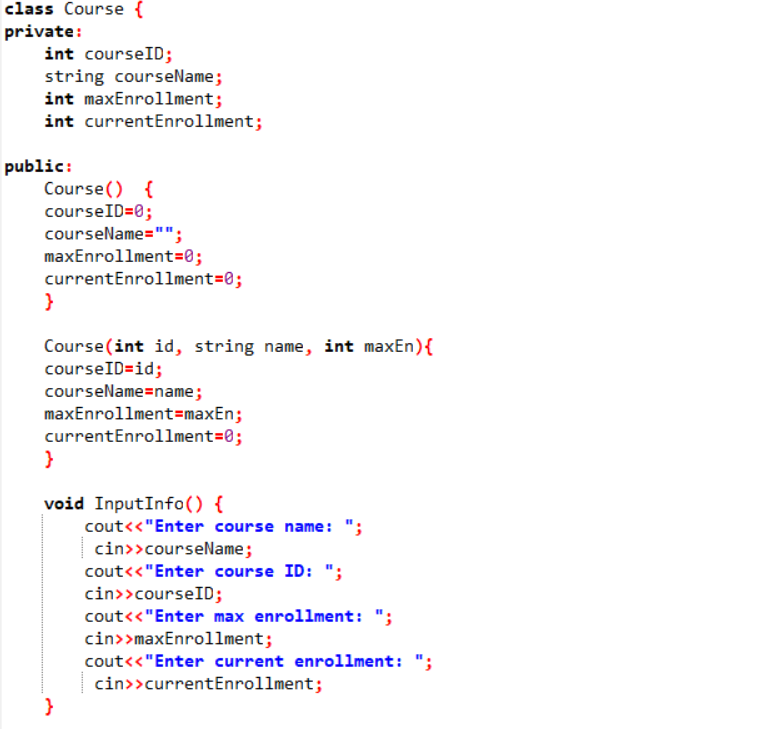 class Course {
private:
    int courseID;
    string courseName;
    int maxEnrollment;
    int currentEnrollment;

public:
    Course()  {
    courseID=0;
    courseName="";
    maxEnrollment=0;
    currentEnrollment=0;
    }

    Course(int id, string name, int maxEn){
    courseID=id;
    courseName=name;
    maxEnrollment=maxEn;
    currentEnrollment=0;
    }

    void InputInfo() {
        cout<<"Enter course name: ";
         cin>>courseName;
        cout<<"Enter course ID: ";
        cin>>courseID;
        cout<<"Enter max enrollment: ";
        cin>>maxEnrollment;
        cout<<"Enter current enrollment: ";
         cin>>currentEnrollment;
    }